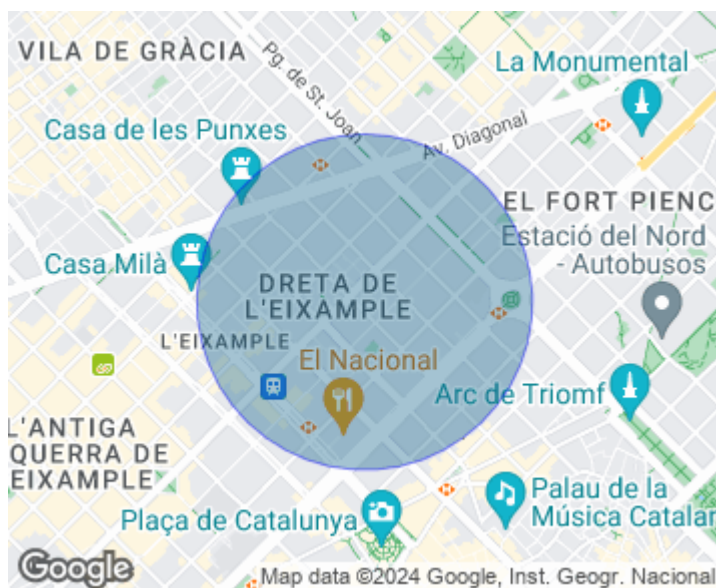 VILA DE GRÀCIA
Pg. de St. Joan
La Monumental
Casa de les Punxes
Av. Diagonal
EL FORT PIENC
Estació del Nord
- Autobusos
Casa Milà
DRETA DE
L'EIXAMPLE
L'EIXAMPLE
El Nacional
Arc de Triomf
L'ANTIGA
QUERRA DE
EIXAMPLE
Plaça de Catalunya
Palau de la
Música Catalan
Google
Map data ©2024 Google, Inst. Geogr. Nacional